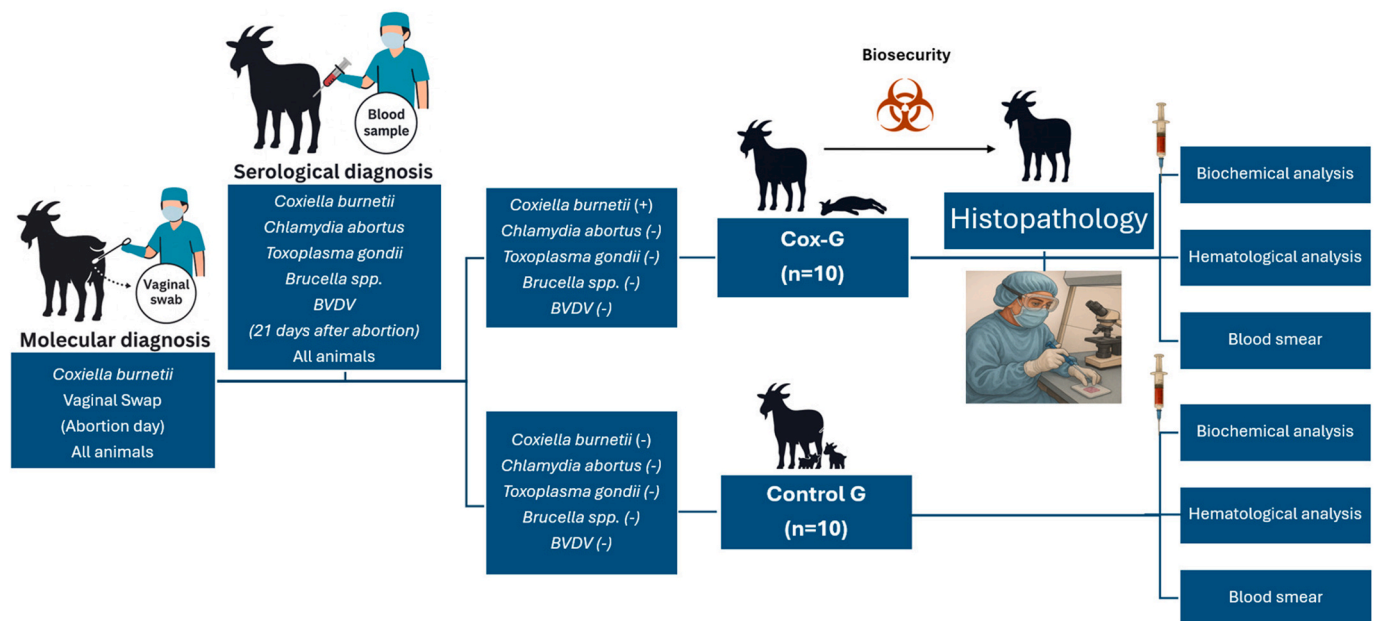 Blood
sample
Serological diagnosis
Coxiella burnetii
Chlamydia abortus
Toxoplasma gondii
Brucella spp.
BVDV
(21 days after abortion)
All animals
Vaginal
swab
Molecular diagnosis
Coxiella burnetii
Vaginal Swap
(Abortion day)
All animals
Coxiella burnetii (+)
Chlamydia abortus (-)
Toxoplasma gondii (-)
Brucella spp. (-)
BVDV (-)
Coxiella burnetii (-)
Chlamydia abortus (-)
Toxoplasma gondii (-)
Brucella spp. (-)
BVDV (-)
Biosecurity
Cox-G
(n=10)
Histopathology
Control G
(n=10)
Biochemical analysis
Hematological analysis
Blood smear
Biochemical analysis
Hematological analysis
Blood smear